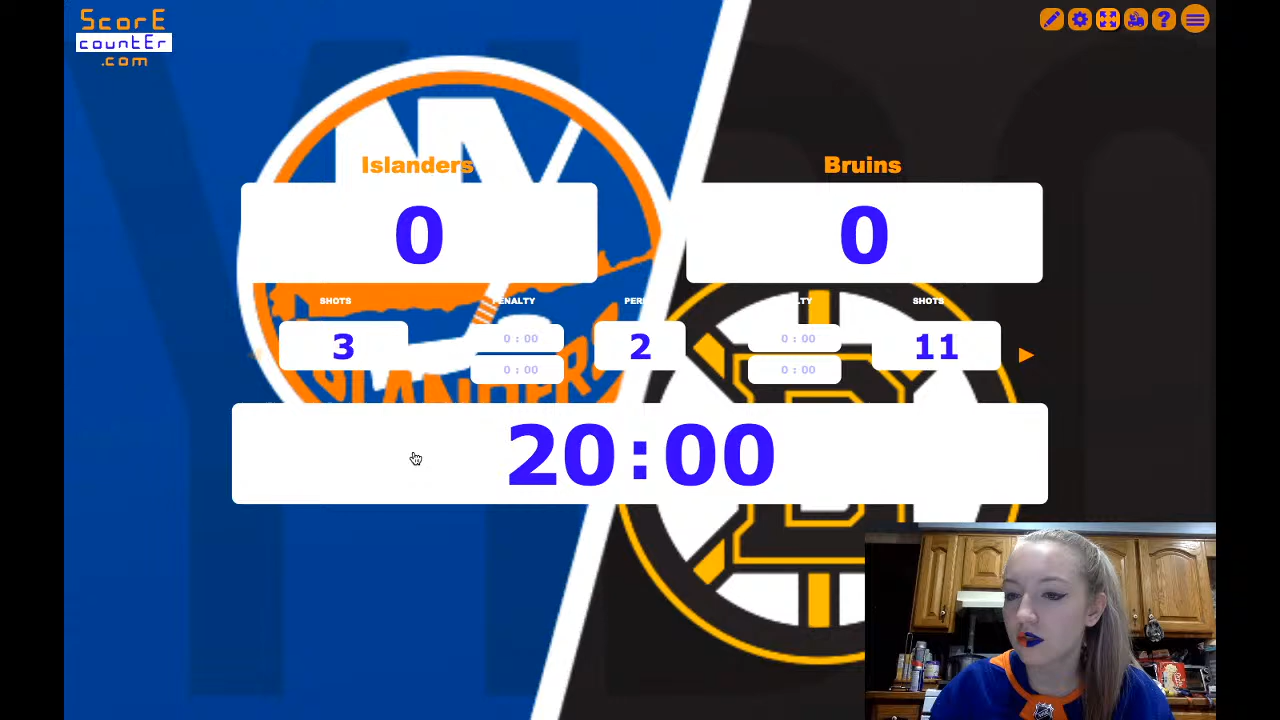 ScorE
countEr
.com
Islanders
Bruins
0
0
SHOTS
PENALTY
SHOTS
3
0 : 00
0 : 00
2
0 : 00
0 : 00
11
20:00